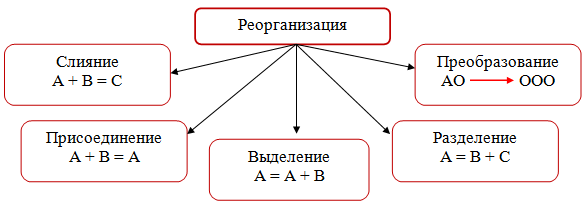 Реорганизация
Слияние
А + В = С
Преобразование
АО ООО
Присоединение
А + В = А
Выделение
А = А + В
Разделение
А = В + С